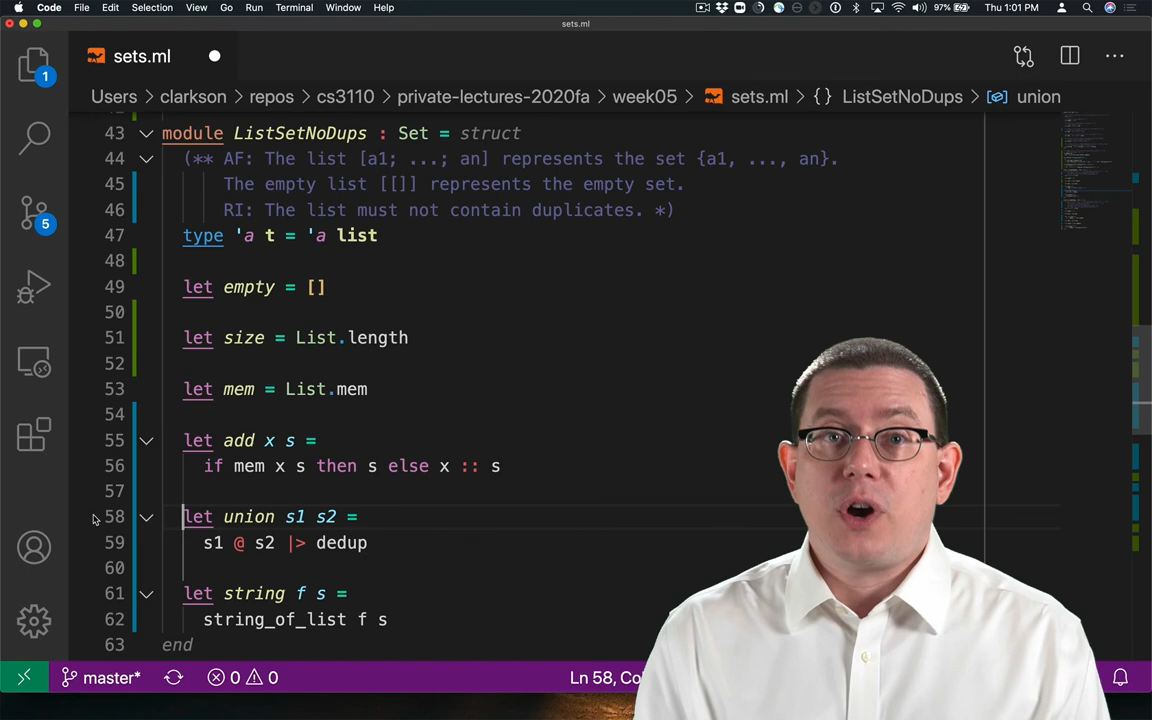 Code File Edit Selection View Go Run Terminal Window Help 97% Thu 1:01 PM
sets.ml
1 sets.ml
Users > clarkson > repos > cs3110 > private-lectures-2020fa > week05 > sets.ml > {} ListSetNoDups > union
43 module ListSetNoDups : Set = struct
44 (** AF: The list [a1; ...; an] represents the set {a1, ..., an}.
45 The empty list [[]] represents the empty set.
46 RI: The list must not contain duplicates. *)
47 type 'a t = 'a list
48
49 let empty = []
50
51 let size = List.length
52
53 let mem = List.mem
54
55 let add x s =
56 if mem x s then s else x :: s
57
58 let union s1 s2 =
59 s1 @ s2 |> dedup
60
61 let string f s =
62 string_of_list f s
63 end
5
master* 0 0 Ln 58,